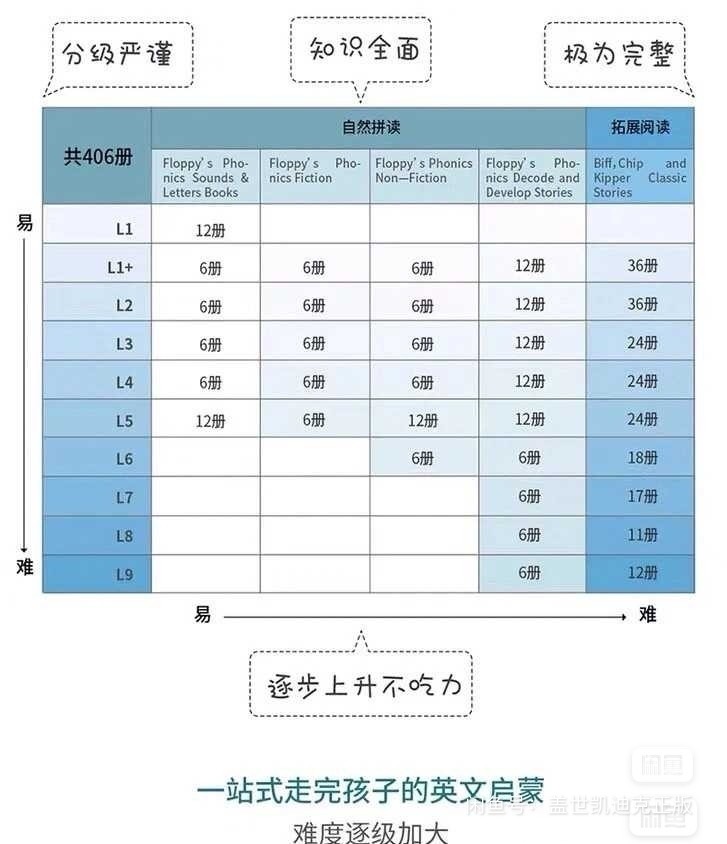 分级严谨
知识全面
极为完整
共406册
自然拼读
拓展阅读
Floppy's Pho-
nics Sounds &
Letters Books
Floppy's Pho-
nics Fiction
Floppy's Phonics
Non—Fiction
Floppy's Pho-
nics Decode and
Develop Stories
Biff,Chip and
Kipper Classic
Stories
易
L1 12册
L1+ 6册 6册 6册 12册 36册
L2 6册 6册 6册 12册 36册
L3 6册 6册 6册 12册 24册
L4 6册 6册 6册 12册 24册
L5 12册 6册 12册 12册 24册
L6 6册 6册 18册
L7 6册 17册
L8 6册 11册
L9 6册 12册
难
易 难
逐步上升不吃力
一站式走完孩子的英文启蒙
闲鱼号：盖世凯迪克正版
难度逐级加大
闲鱼
闲鱼